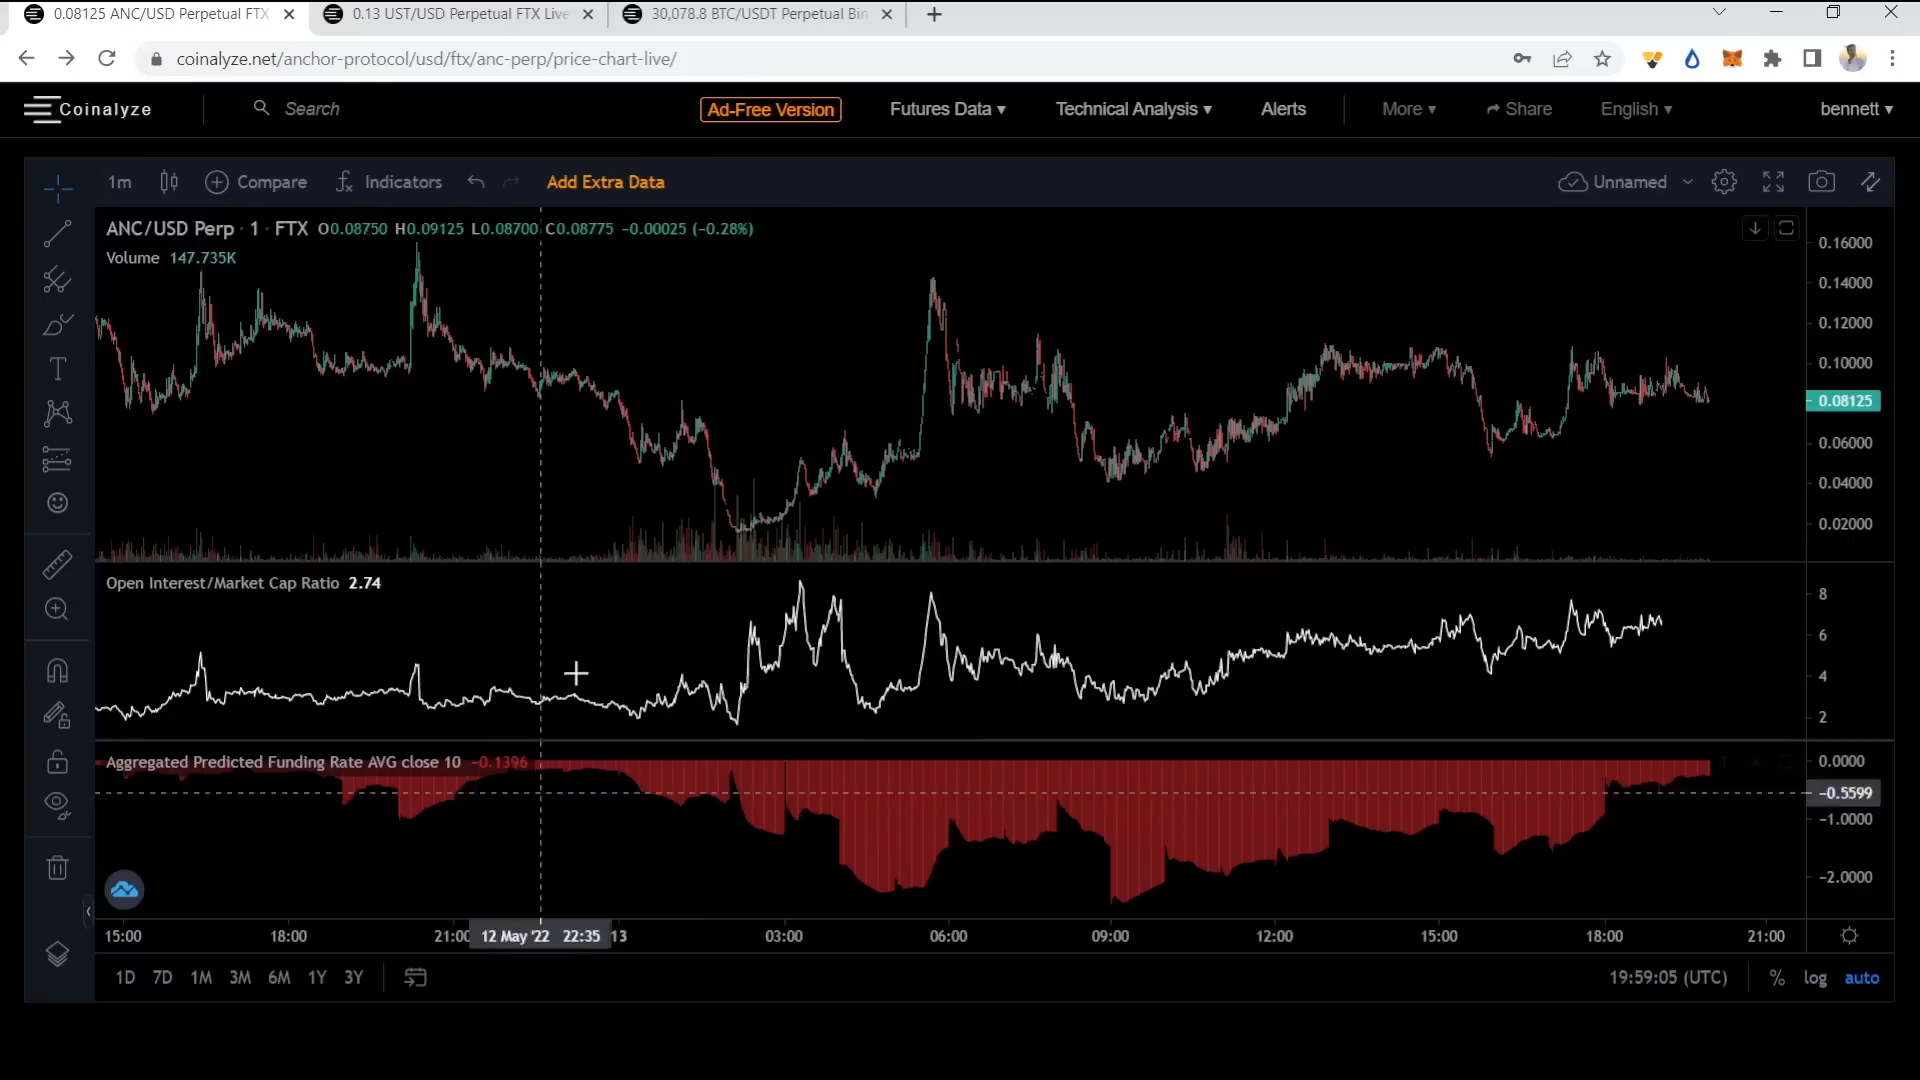 0.08125 ANC/USD Perpetual FTX
0.13 UST/USD Perpetual FTX Live
30,078.8 BTC/USDT Perpetual Bin
coinalyze.net/anchor-protocol/usd/ftx/anc-perp/price-chart-live/
Coinalyze
Search
Ad-Free Version
Futures Data
Technical Analysis
Alerts
More
Share
English
bennett
1m
Compare
Indicators
Add Extra Data
Unnamed
ANC/USD Perp · 1 · FTX O0.08750 H0.09125 L0.08700 C0.08775 −0.00025 (−0.28%)
Volume 147.735K
0.16000
0.14000
0.12000
0.10000
0.08125
0.06000
0.04000
0.02000
Open Interest/Market Cap Ratio 2.74
8
6
4
2
Aggregated Predicted Funding Rate AVG close 10 −0.1396
0.0000
−0.5599
−1.0000
−2.0000
15:00 18:00 21:00 12 May '22 22:35 13 03:00 06:00 09:00 12:00 15:00 18:00 21:00
1D 7D 1M 3M 6M 1Y 3Y
19:59:05 (UTC) % log auto